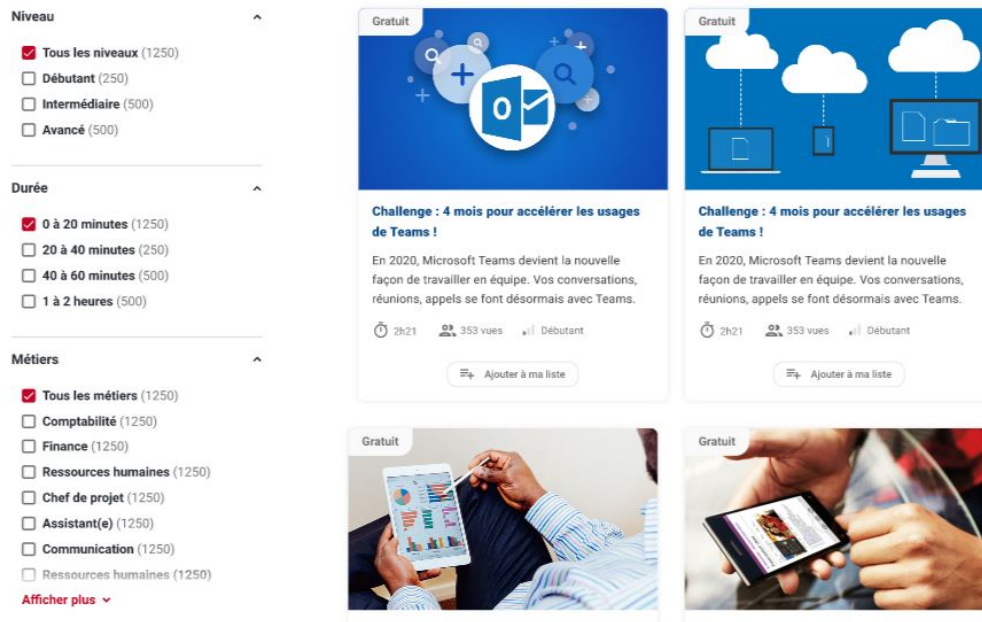 Niveau
Tous les niveaux (1250)
Débutant (250)
Intermédiaire (500)
Avancé (500)
Durée
0 à 20 minutes (1250)
20 à 40 minutes (250)
40 à 60 minutes (500)
1 à 2 heures (500)
Métiers
Tous les métiers (1250)
Comptabilité (1250)
Finance (1250)
Ressources humaines (1250)
Chef de projet (1250)
Assistant(e) (1250)
Communication (1250)
Ressources humaines (1250)
Afficher plus
Gratuit
Challenge : 4 mois pour accélérer les usages
de Teams !
En 2020, Microsoft Teams devient la nouvelle
façon de travailler en équipe. Vos conversations,
réunions, appels se font désormais avec Teams.
2h21 353 vues Débutant
Ajouter à ma liste
Gratuit
Challenge : 4 mois pour accélérer les usages
de Teams !
En 2020, Microsoft Teams devient la nouvelle
façon de travailler en équipe. Vos conversations,
réunions, appels se font désormais avec Teams.
2h21 353 vues Débutant
Ajouter à ma liste
Gratuit
Gratuit